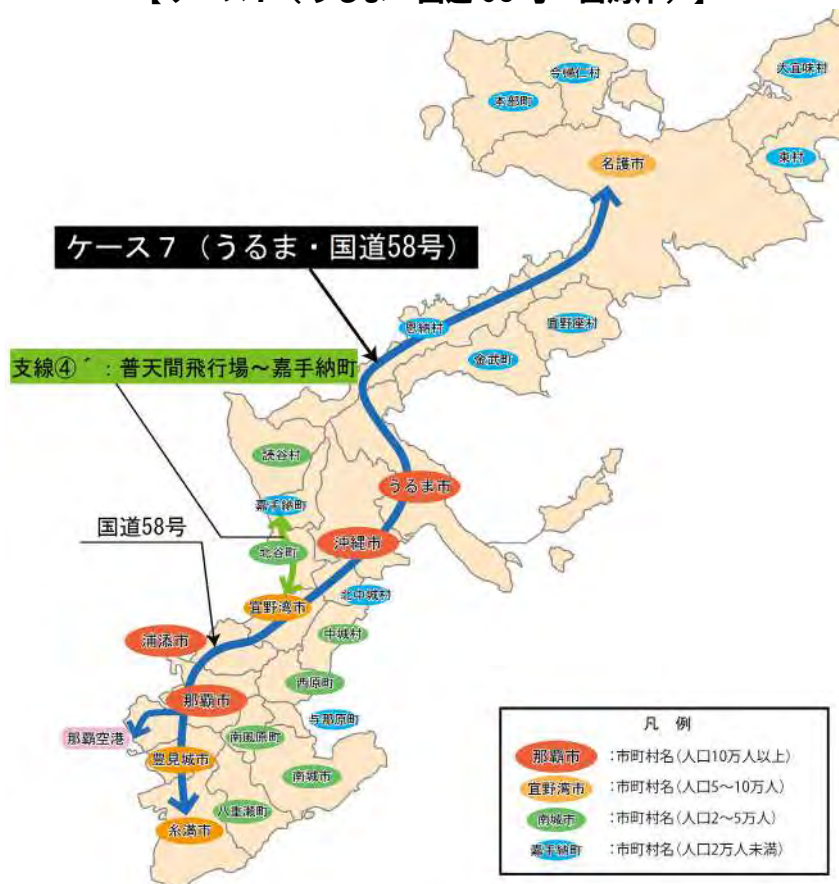 今帰仁村
大宜味村
本部町
東村
名護市
ケース7（うるま・国道58号）
恩納村
宜野座村
金武町
支線④´：普天間飛行場～嘉手納町
読谷村
うるま市
嘉手納町
国道58号
沖縄市
北谷町
北中城村
宜野湾市
浦添市
中城村
西原町
那覇市
与那原町
那覇空港
南風原町
豊見城市
南城市
八重瀬町
糸満市
凡 例
那覇市 ：市町村名(人口10万人以上)
宜野湾市 ：市町村名(人口5～10万人)
南城市 ：市町村名(人口2～5万人)
嘉手納町 ：市町村名(人口2万人未満)